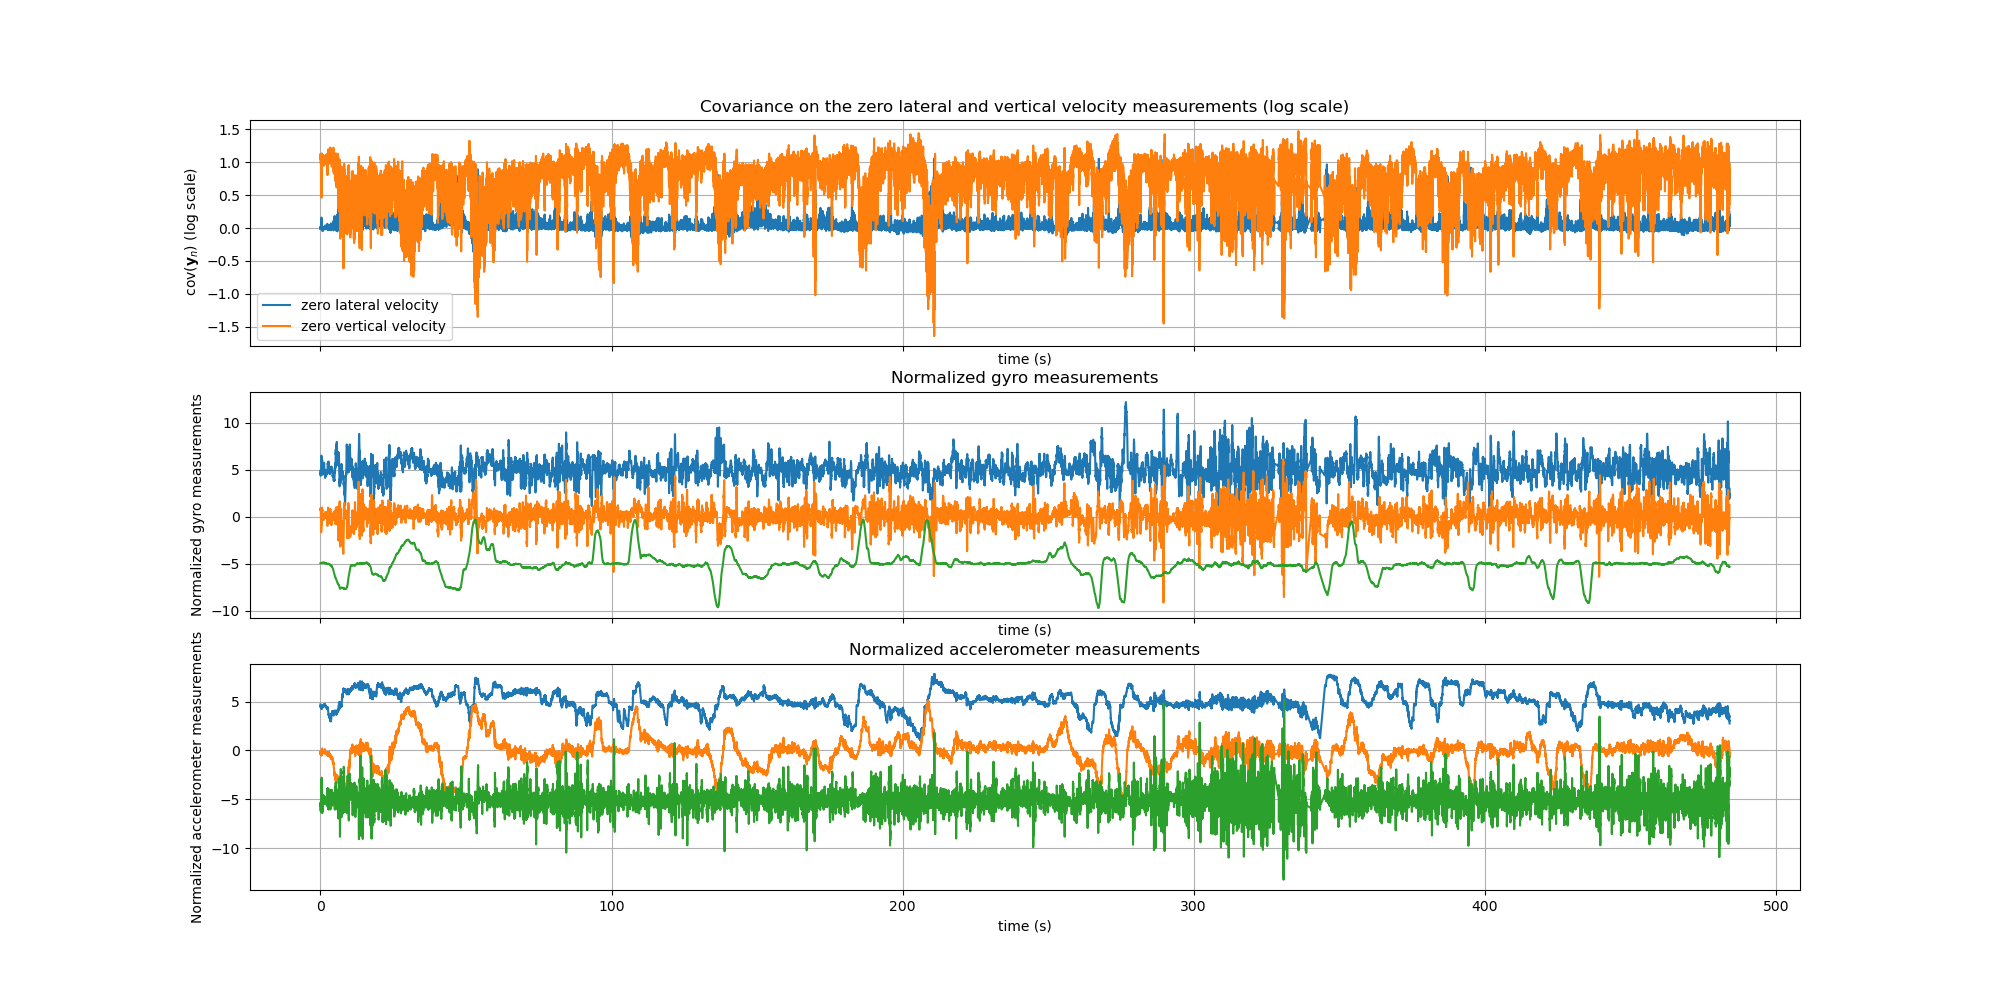 Covariance on the zero lateral and vertical velocity measurements (log scale)
cov(yₙ) (log scale)
1.5
1.0
0.5
0.0
−0.5
−1.0
−1.5
zero lateral velocity
zero vertical velocity
time (s)
Normalized gyro measurements
Normalized gyro measurements
10
5
0
−5
−10
time (s)
Normalized accelerometer measurements
Normalized accelerometer measurements
5
0
−5
−10
0 100 200 300 400 500
time (s)